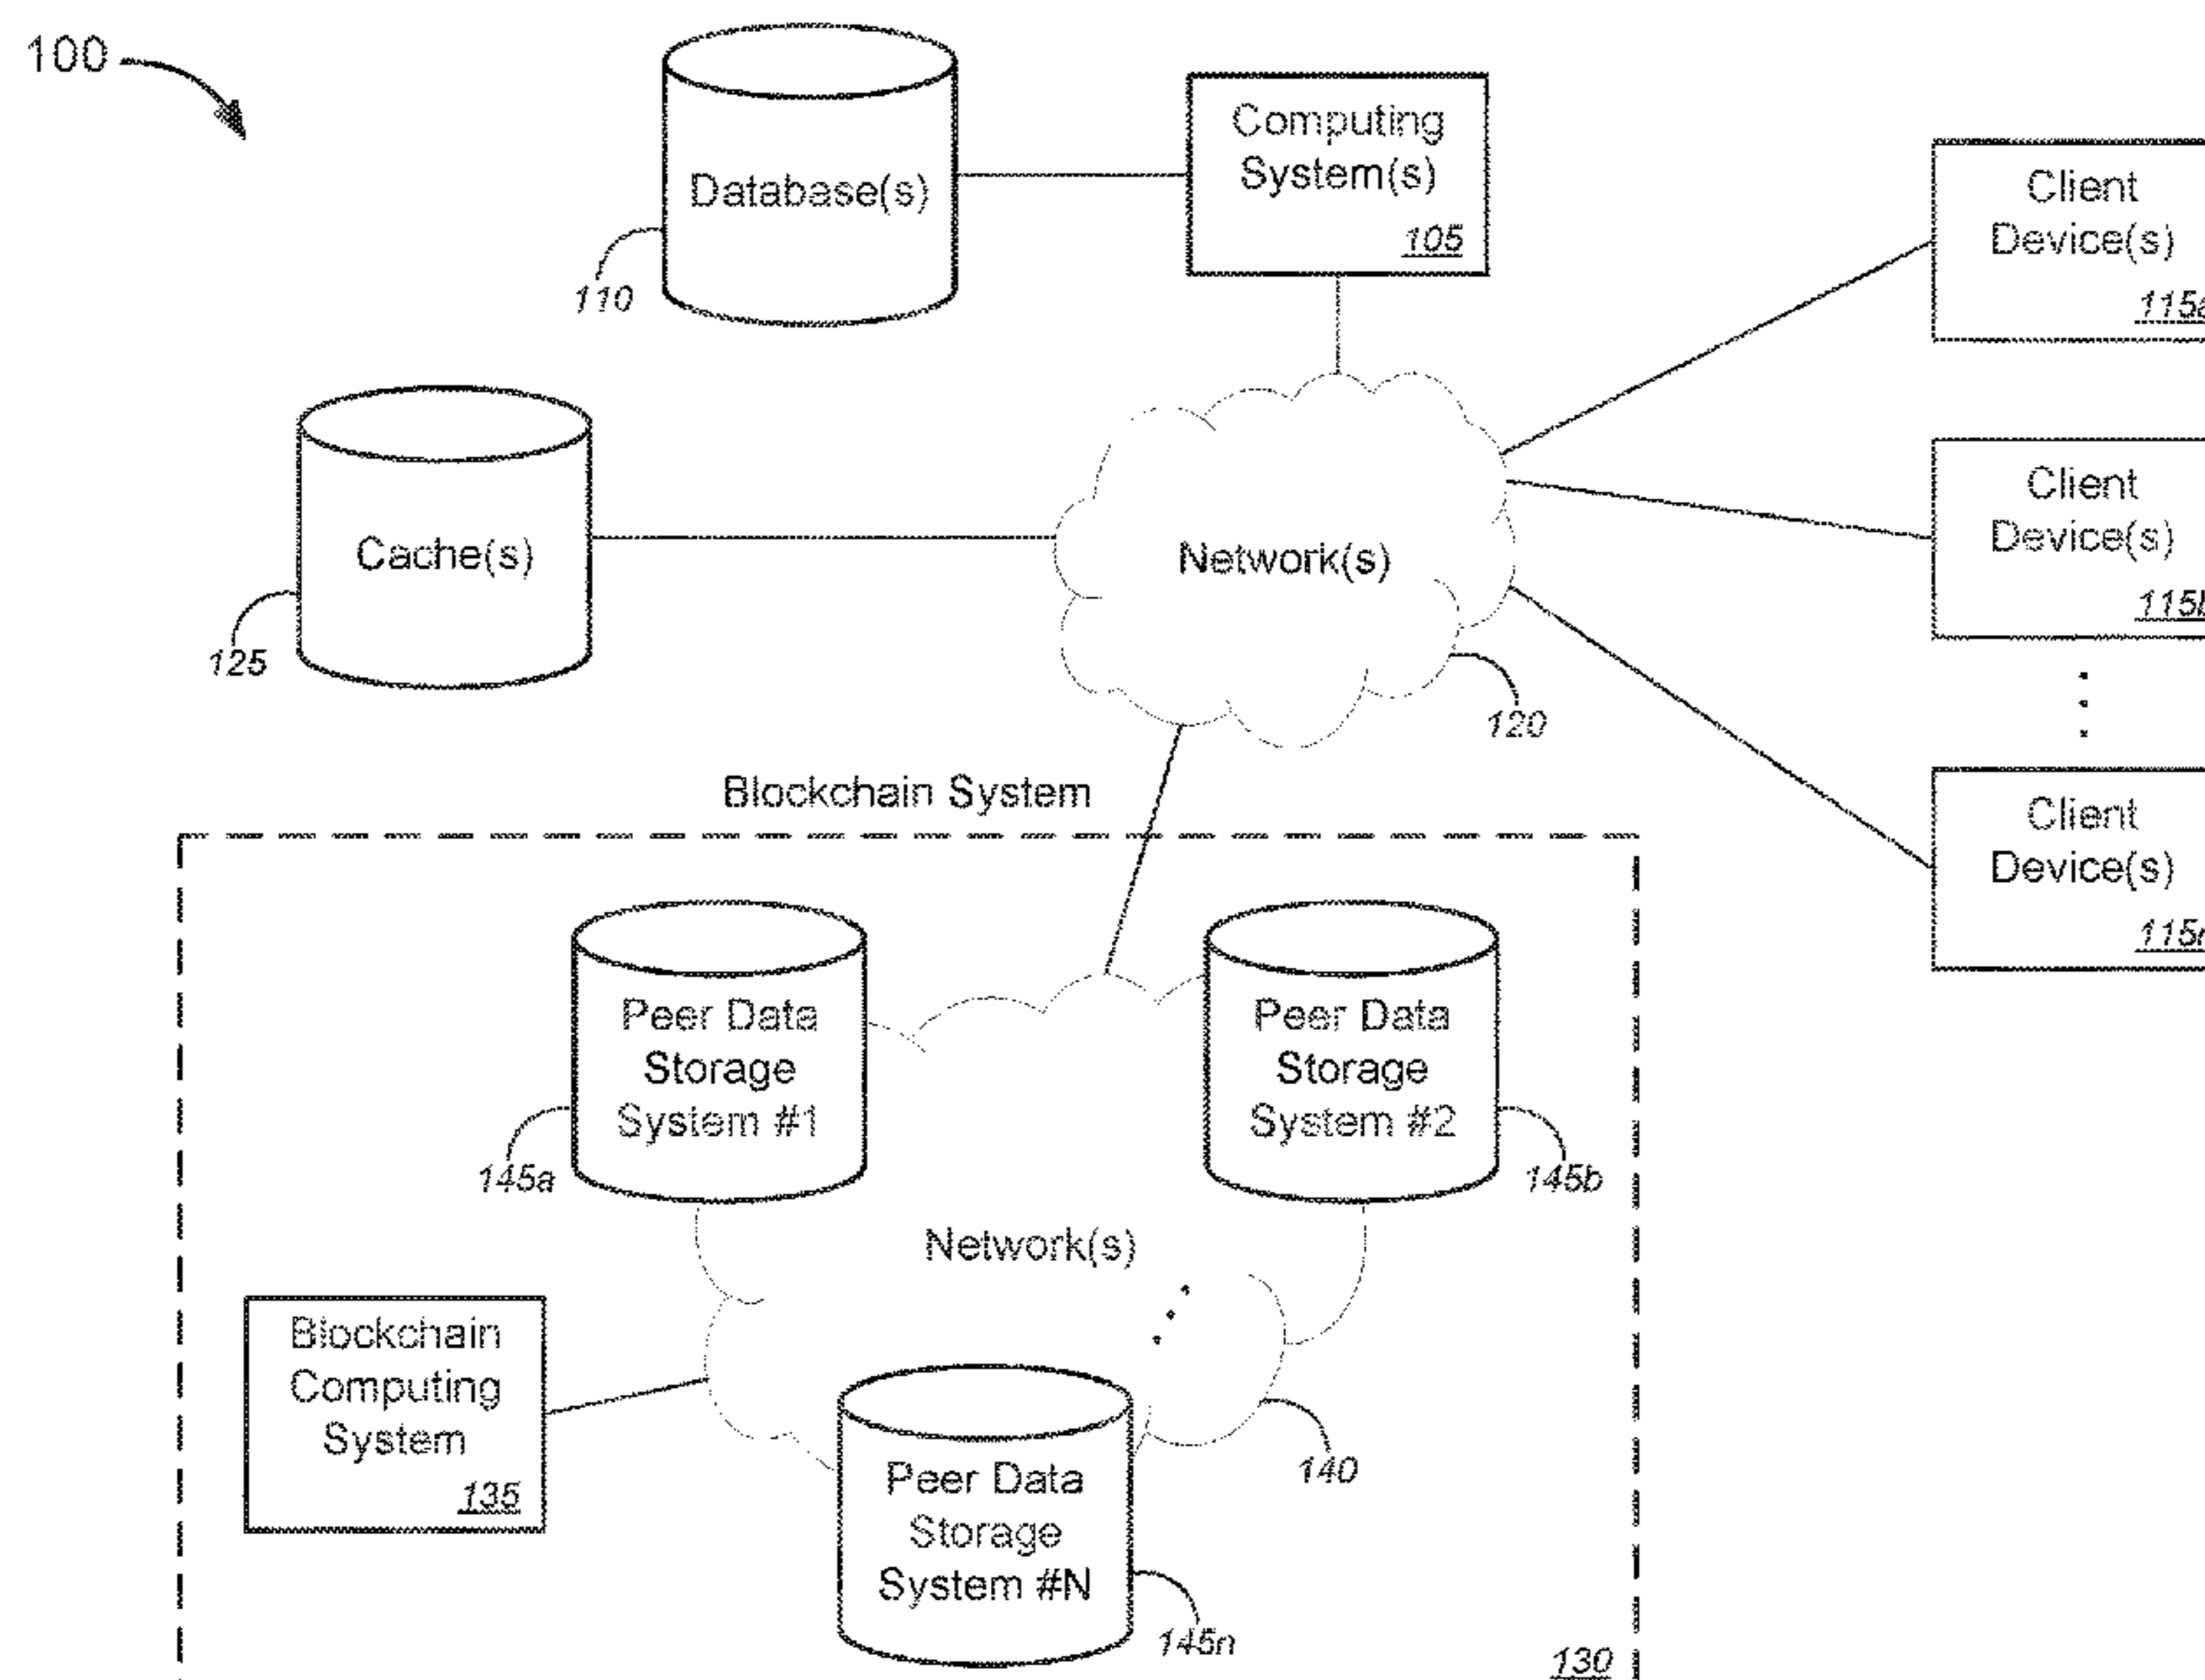 100
Database(s)
110
Computing
System(s)
105
Client
Device(s)
115a
Cache(s)
125
Network(s)
120
Client
Device(s)
115b
Client
Device(s)
Blockchain System
Peer Data
Storage
System #1
145a
Peer Data
Storage
System #2
145b
Network(s)
140
Blockchain
Computing
System
135
Peer Data
Storage
System #N
145n
130